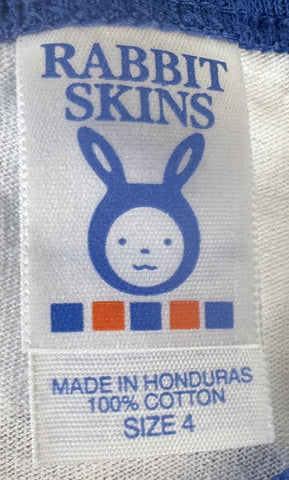 RABBIT
SKINS
MADE IN HONDURAS
100% COTTON
SIZE 4